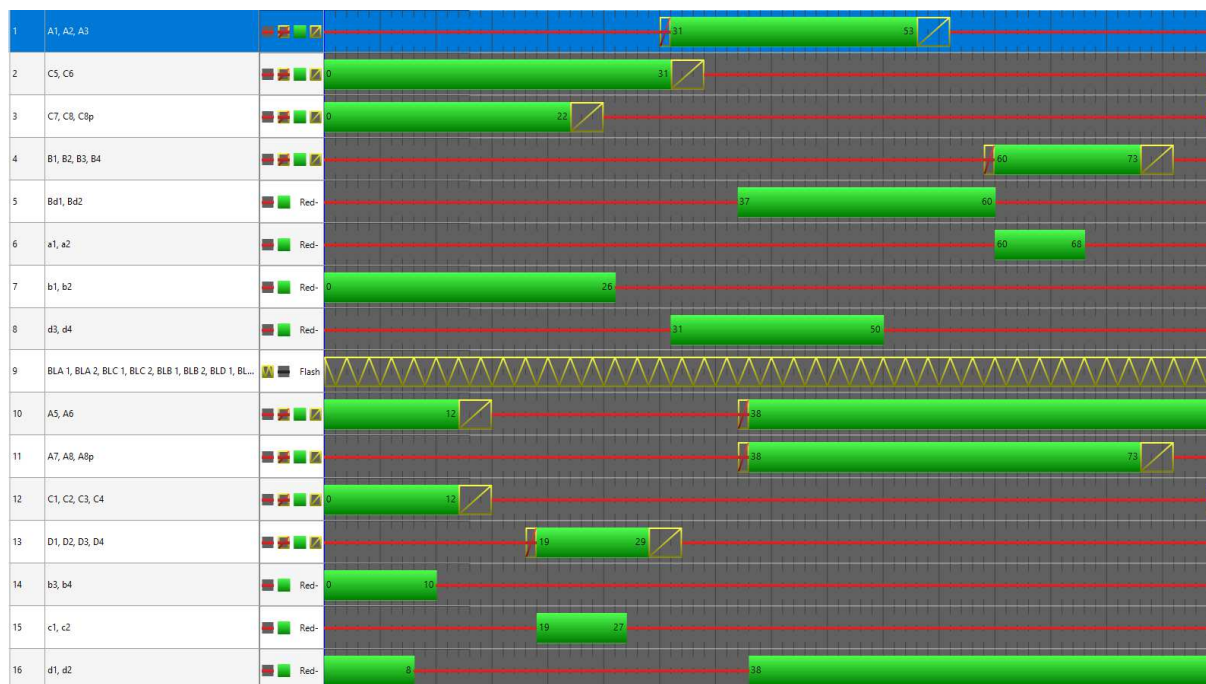 1 A1, A2, A3 31 53
2 C5, C6 0 31
3 C7, C8, C8p 0 22
4 B1, B2, B3, B4 60 73
5 Bd1, Bd2 Red- 37 60
6 a1, a2 Red- 60 68
7 b1, b2 Red- 0 26
8 d3, d4 Red- 31 50
9 BLA 1, BLA 2, BLC 1, BLC 2, BLB 1, BLB 2, BLD 1, BL... Flash
10 A5, A6 12 38
11 A7, A8, A8p 38 73
12 C1, C2, C3, C4 0 12
13 D1, D2, D3, D4 19 29
14 b3, b4 Red- 0 10
15 c1, c2 Red- 19 27
16 d1, d2 Red- 8 38